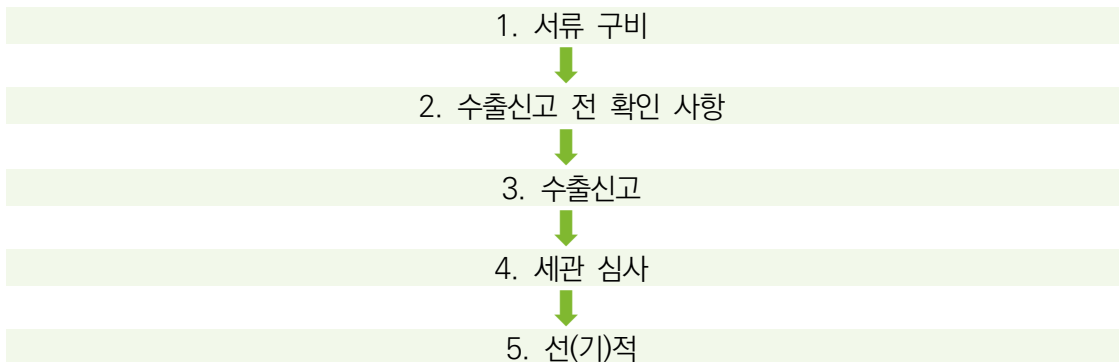 1. 서류 구비
2. 수출신고 전 확인 사항
3. 수출신고
4. 세관 심사
5. 선(기)적